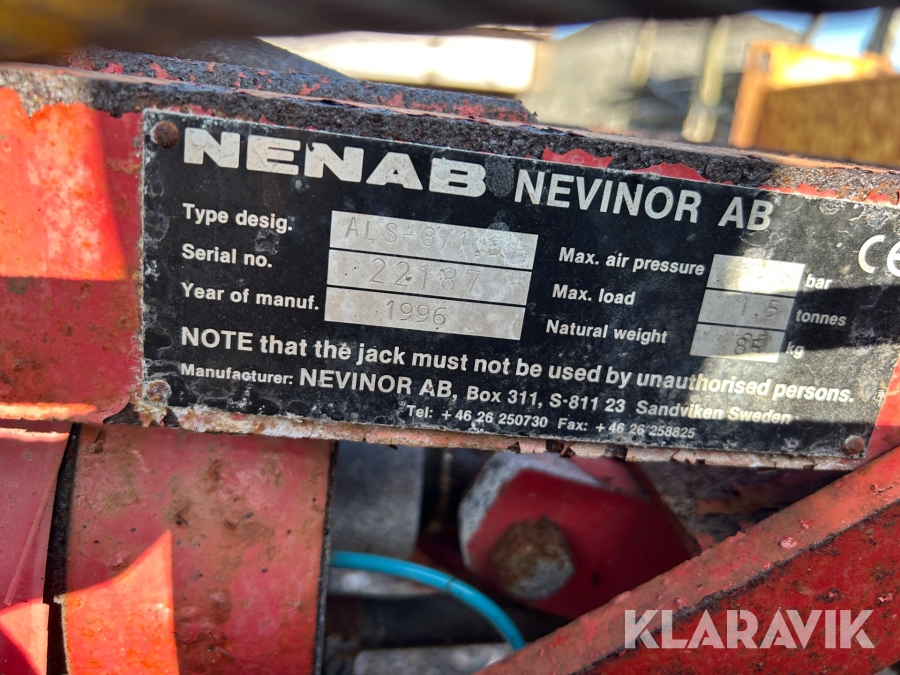 NENAB NEVINOR AB
CE
Type desig.
Serial no. 22187
Year of manuf. 1996
Max. air pressure bar
Max. load 1,5 tonnes
Natural weight 85 kg
NOTE that the jack must not be used by unauthorised persons.
Manufacturer: NEVINOR AB, Box 311, S-811 23 Sandviken Sweden
Tel: +46 26 250730 Fax: +46 26 258825
KLARAVIK